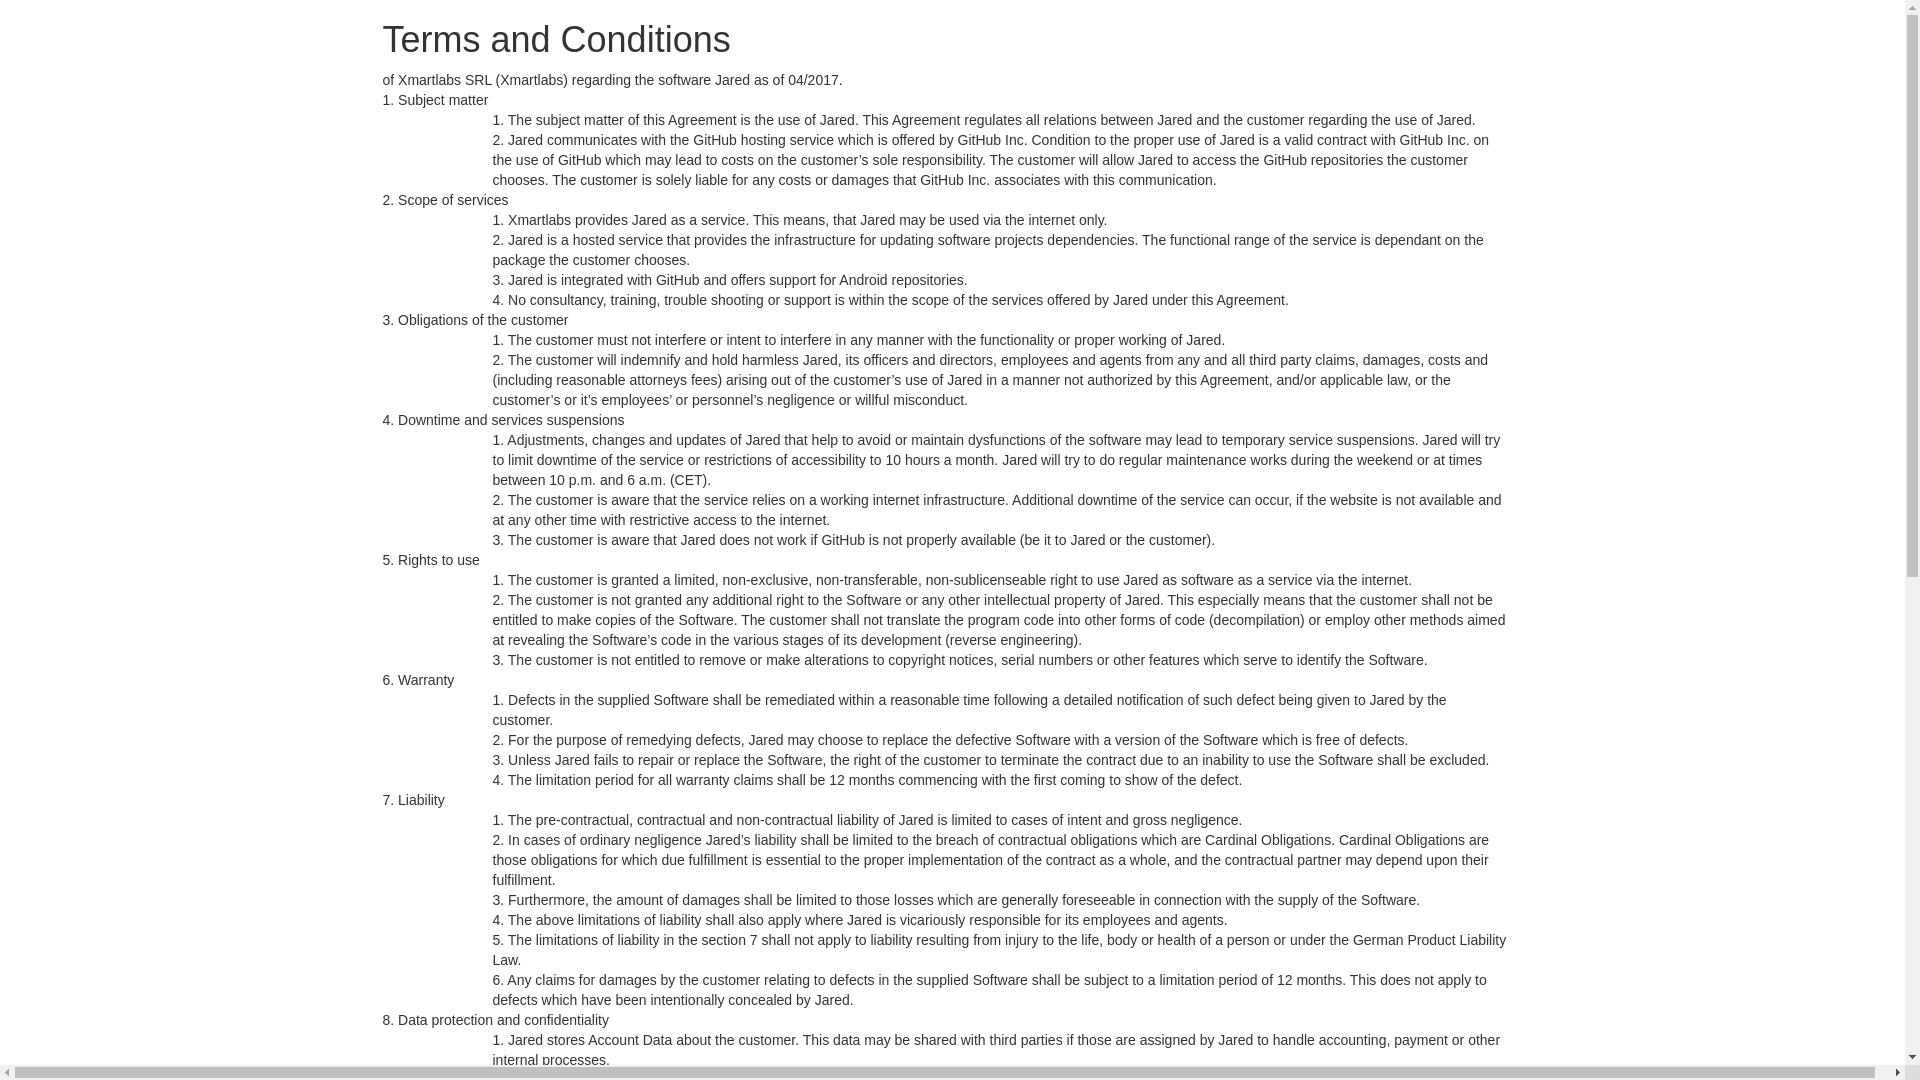 Terms and Conditions
of Xmartlabs SRL (Xmartlabs) regarding the software Jared as of 04/2017.
1. Subject matter
1. The subject matter of this Agreement is the use of Jared. This Agreement regulates all relations between Jared and the customer regarding the use of Jared.
2. Jared communicates with the GitHub hosting service which is offered by GitHub Inc. Condition to the proper use of Jared is a valid contract with GitHub Inc. on
the use of GitHub which may lead to costs on the customer’s sole responsibility. The customer will allow Jared to access the GitHub repositories the customer
chooses. The customer is solely liable for any costs or damages that GitHub Inc. associates with this communication.
2. Scope of services
1. Xmartlabs provides Jared as a service. This means, that Jared may be used via the internet only.
2. Jared is a hosted service that provides the infrastructure for updating software projects dependencies. The functional range of the service is dependant on the
package the customer chooses.
3. Jared is integrated with GitHub and offers support for Android repositories.
4. No consultancy, training, trouble shooting or support is within the scope of the services offered by Jared under this Agreement.
3. Obligations of the customer
1. The customer must not interfere or intent to interfere in any manner with the functionality or proper working of Jared.
2. The customer will indemnify and hold harmless Jared, its officers and directors, employees and agents from any and all third party claims, damages, costs and
(including reasonable attorneys fees) arising out of the customer’s use of Jared in a manner not authorized by this Agreement, and/or applicable law, or the
customer’s or it’s employees’ or personnel’s negligence or willful misconduct.
4. Downtime and services suspensions
1. Adjustments, changes and updates of Jared that help to avoid or maintain dysfunctions of the software may lead to temporary service suspensions. Jared will try
to limit downtime of the service or restrictions of accessibility to 10 hours a month. Jared will try to do regular maintenance works during the weekend or at times
between 10 p.m. and 6 a.m. (CET).
2. The customer is aware that the service relies on a working internet infrastructure. Additional downtime of the service can occur, if the website is not available and
at any other time with restrictive access to the internet.
3. The customer is aware that Jared does not work if GitHub is not properly available (be it to Jared or the customer).
5. Rights to use
1. The customer is granted a limited, non-exclusive, non-transferable, non-sublicenseable right to use Jared as software as a service via the internet.
2. The customer is not granted any additional right to the Software or any other intellectual property of Jared. This especially means that the customer shall not be
entitled to make copies of the Software. The customer shall not translate the program code into other forms of code (decompilation) or employ other methods aimed
at revealing the Software’s code in the various stages of its development (reverse engineering).
3. The customer is not entitled to remove or make alterations to copyright notices, serial numbers or other features which serve to identify the Software.
6. Warranty
1. Defects in the supplied Software shall be remediated within a reasonable time following a detailed notification of such defect being given to Jared by the
customer.
2. For the purpose of remedying defects, Jared may choose to replace the defective Software with a version of the Software which is free of defects.
3. Unless Jared fails to repair or replace the Software, the right of the customer to terminate the contract due to an inability to use the Software shall be excluded.
4. The limitation period for all warranty claims shall be 12 months commencing with the first coming to show of the defect.
7. Liability
1. The pre-contractual, contractual and non-contractual liability of Jared is limited to cases of intent and gross negligence.
2. In cases of ordinary negligence Jared’s liability shall be limited to the breach of contractual obligations which are Cardinal Obligations. Cardinal Obligations are
those obligations for which due fulfillment is essential to the proper implementation of the contract as a whole, and the contractual partner may depend upon their
fulfillment.
3. Furthermore, the amount of damages shall be limited to those losses which are generally foreseeable in connection with the supply of the Software.
4. The above limitations of liability shall also apply where Jared is vicariously responsible for its employees and agents.
5. The limitations of liability in the section 7 shall not apply to liability resulting from injury to the life, body or health of a person or under the German Product Liability
Law.
6. Any claims for damages by the customer relating to defects in the supplied Software shall be subject to a limitation period of 12 months. This does not apply to
defects which have been intentionally concealed by Jared.
8. Data protection and confidentiality
1. Jared stores Account Data about the customer. This data may be shared with third parties if those are assigned by Jared to handle accounting, payment or other
internal processes.